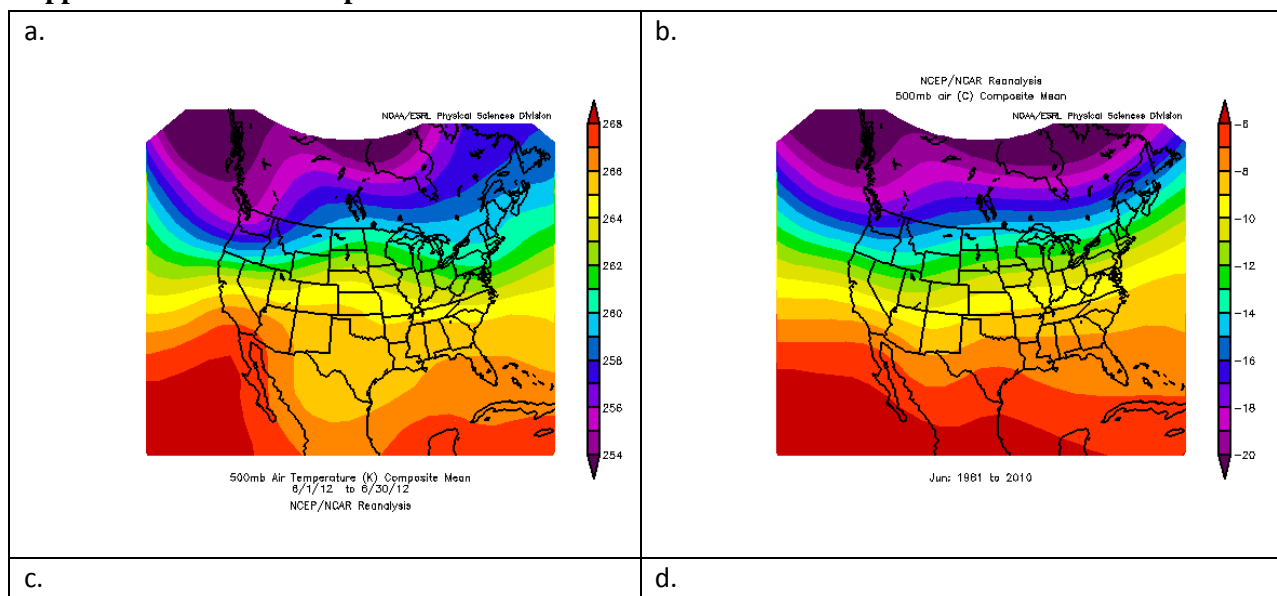 a.
NOAA/ESRL Physical Sciences Division
268
266
264
262
260
258
256
254
500mb Air Temperature (K) Composite Mean
6/1/12 to 6/30/12
NCEP/NCAR Reanalysis
b.
NCEP/NCAR Reanalysis
500mb air (C) Composite Mean
NOAA/ESRL Physical Sciences Division
-6
-8
-10
-12
-14
-16
-18
-20
Jun: 1981 to 2010
c.
d.